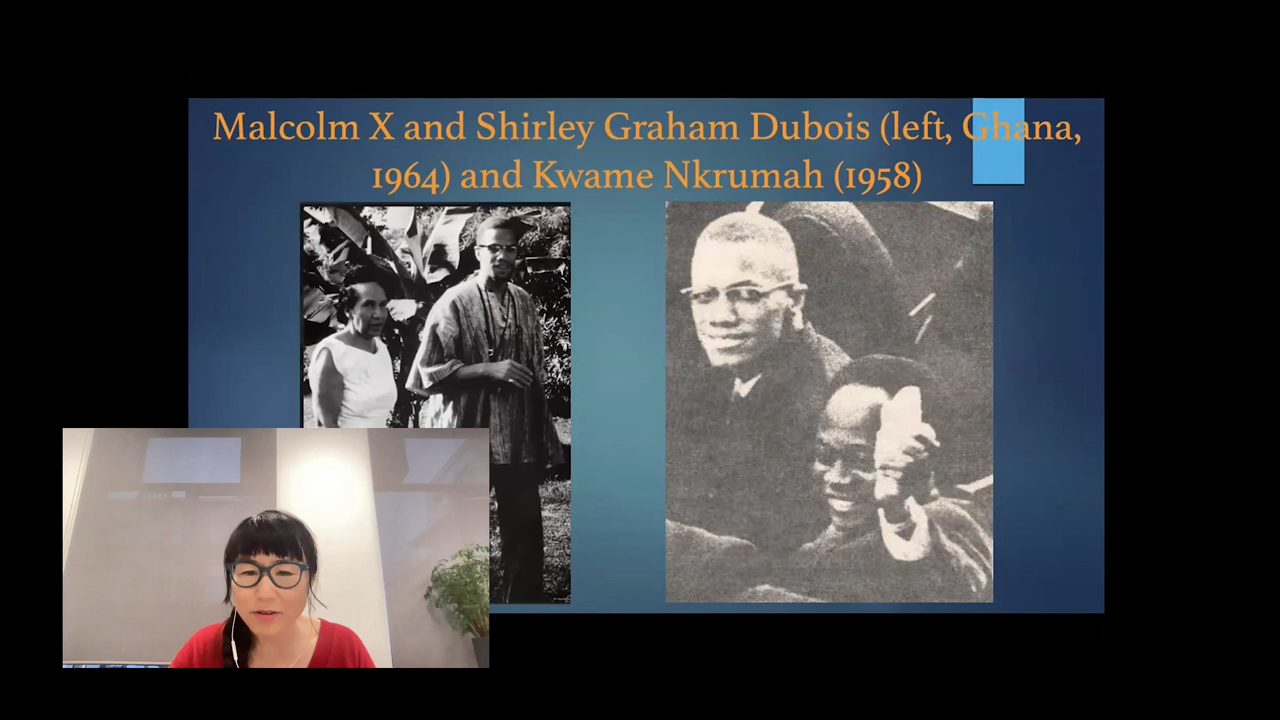 Malcolm X and Shirley Graham Dubois (left, Ghana,
1964) and Kwame Nkrumah (1958)